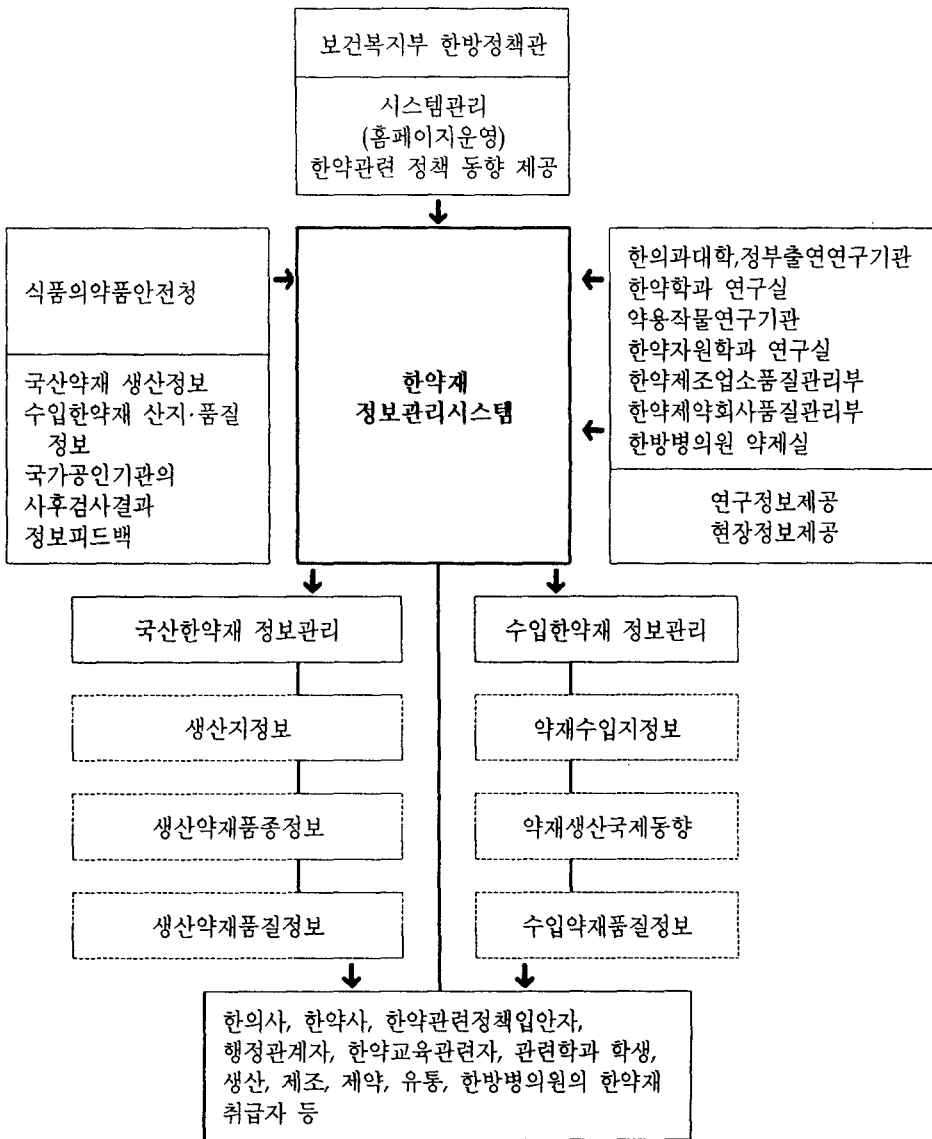 보건복지부 한방정책관
시스템관리
(홈페이지운영)
한약관련 정책 동향 제공
식품의약품안전청
국산약재 생산정보
수입한약재 산지·품질
정보
국가공인기관의
사후검사결과
정보피드백
한약재
정보관리시스템
한의과대학,정부출연연구기관
한약학과 연구실
약용작물연구기관
한약자원학과 연구실
한약제조업소품질관리부
한약제약회사품질관리부
한방병의원 약제실
연구정보제공
현장정보제공
국산한약재 정보관리
수입한약재 정보관리
생산지정보
약재수입지정보
생산약재품종정보
약재생산국제동향
생산약재품질정보
수입약재품질정보
한의사, 한약사, 한약관련정책입안자,
행정관계자, 한약교육관련자, 관련학과 학생,
생산, 제조, 제약, 유통, 한방병의원의 한약재
취급자 등